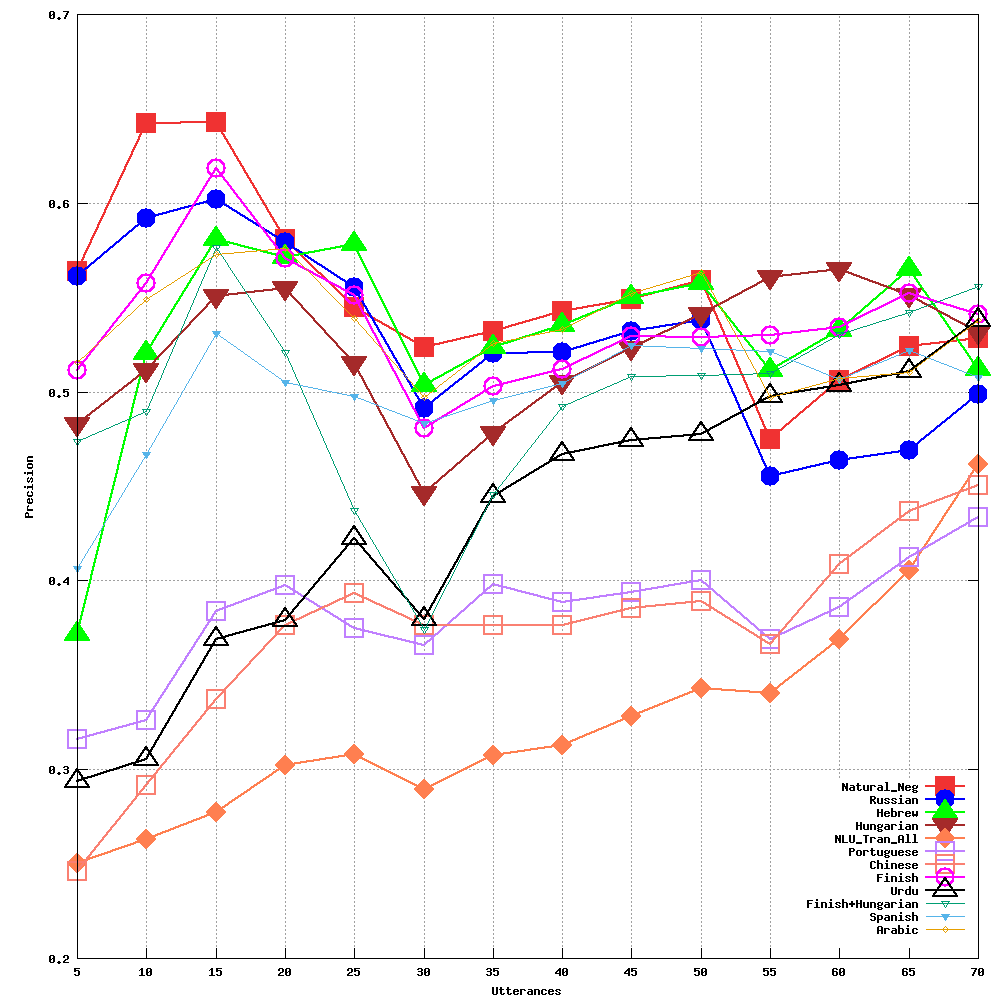 0.7
0.6
0.5
0.4
0.3
0.2
Precision
5 10 15 20 25 30 35 40 45 50 55 60 65 70
Utterances
Natural_Neg
Russian
Hebrew
Hungarian
NLU_Tran_All
Portuguese
Chinese
Finish
Urdu
Finish+Hungarian
Spanish
Arabic